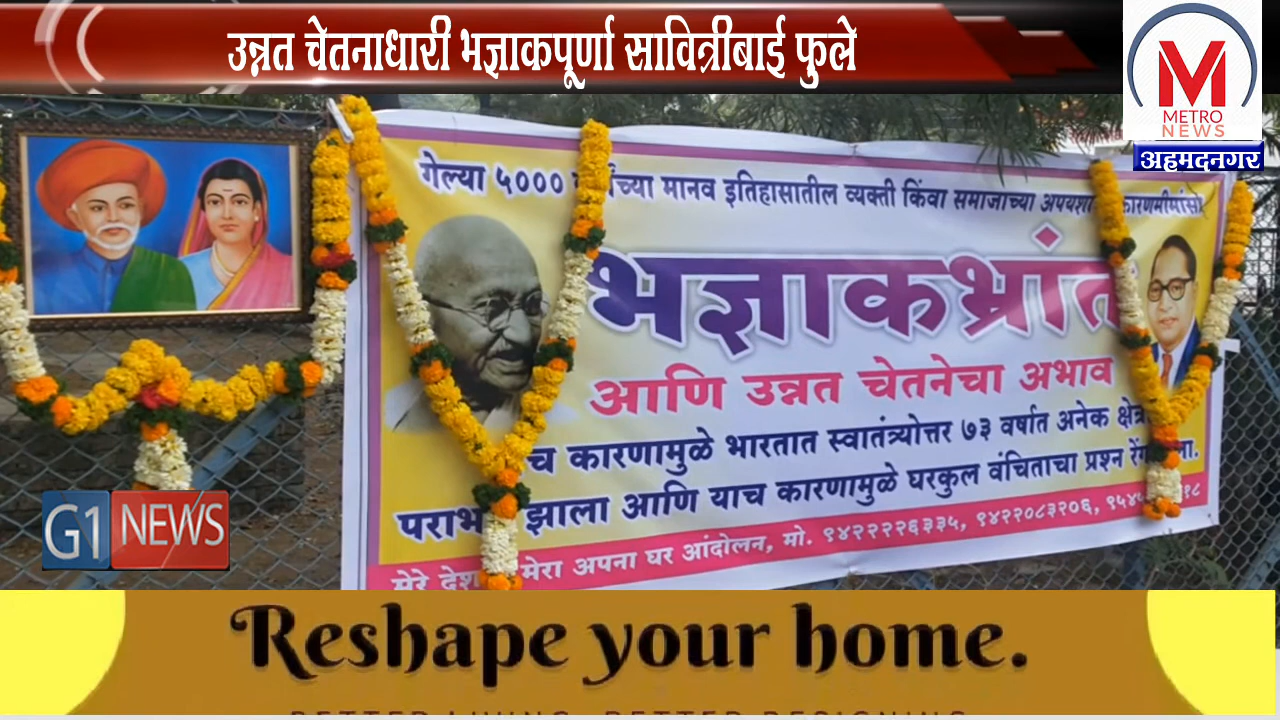 उन्नत चेतनाधारी भज्ञाकपूर्णा सावित्रीबाई फुले
M
METRO
NEWS
अहमदनगर
गेल्या ५००० मानव इतिहासातील व्यक्ती किंवा समाजाच्या
भज्ञाकभ्रांत
आणि उन्नत चेतनेचा अभाव
च कारणामुळे भारतात स्वातंत्र्योत्तर ७३ वर्षात अनेक
झाला आणि याच कारणामुळे घरकुल वंचिताचा प्रश्न
मेरे मेरा अपना घर आंदोलन, मो. ९४२२२२६३३५, ९४२२०८३२०६,
G1 NEWS
Reshape your home.